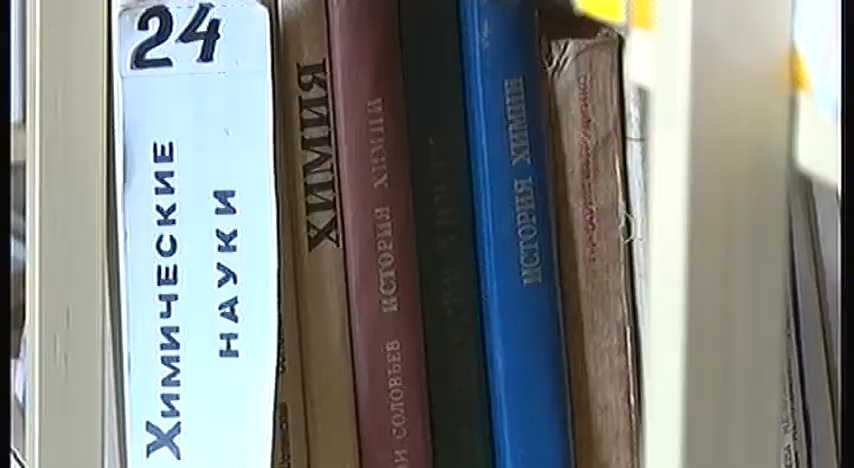 24
Химические
науки
ХИМИЯ
ИСТОРИЯ ХИМИИ
СОЛОВЬЕВ
ИСТОРИЯ ХИМИИ